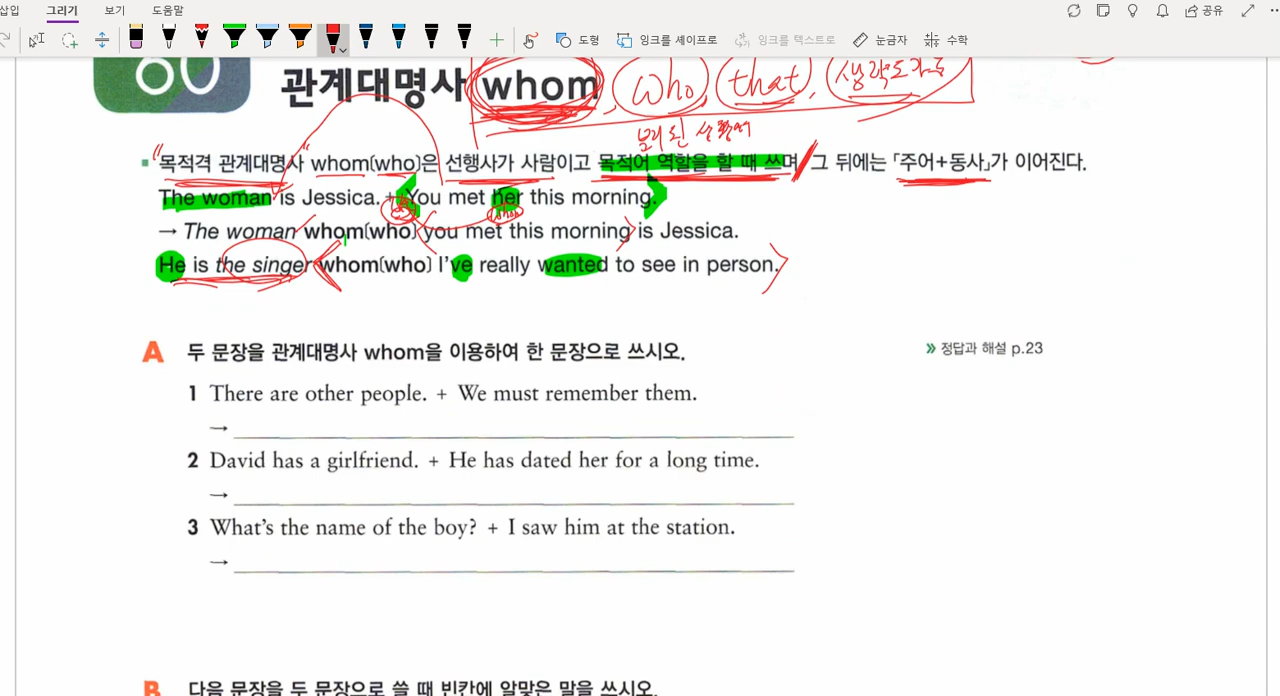 삽입 그리기 보기 도움말
공유
도형 잉크를 셰이프로 잉크를 텍스트로 눈금자 수학
60 관계대명사 whom, who, that, 생략도 가능
분리된 상황에
"목적격 관계대명사" whom(who)은 선행사가 사람이고 목적어 역할을 할 때 쓰며, 그 뒤에는 「주어+동사」가 이어진다.
The woman is Jessica. + You met her this morning.
whom
→ The woman whom(who) you met this morning is Jessica.
He is the singer whom(who) I've really wanted to see in person.
A 두 문장을 관계대명사 whom을 이용하여 한 문장으로 쓰시오.
» 정답과 해설 p.23
1 There are other people. + We must remember them.
→
2 David has a girlfriend. + He has dated her for a long time.
→
3 What's the name of the boy? + I saw him at the station.
→
B 다음 문장을 두 문장으로 쓸 때 빈칸에 알맞은 말을 쓰시오.